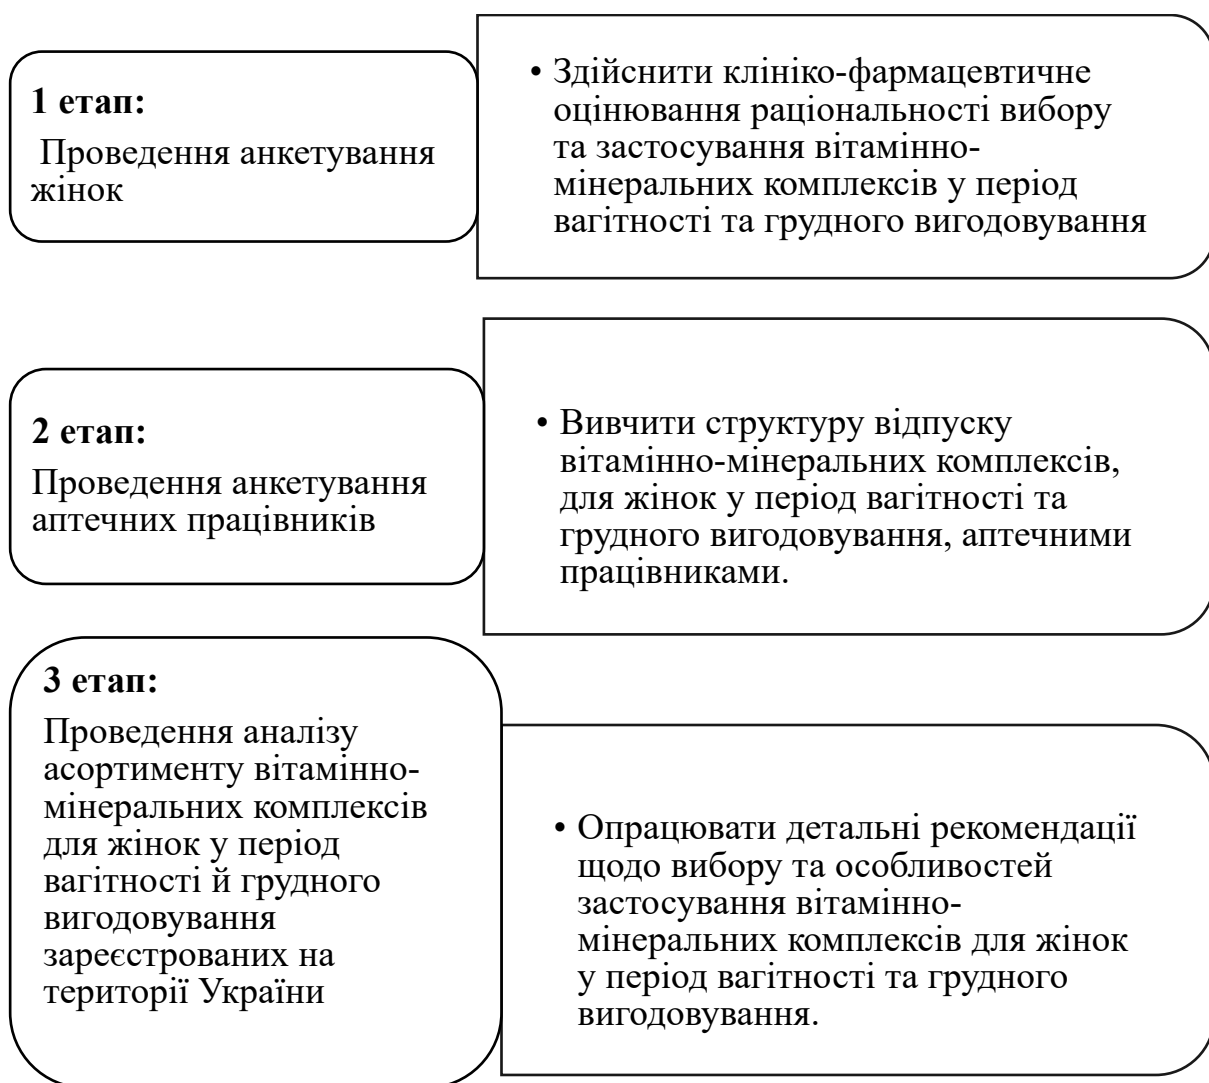 1 етап:
Проведення анкетування
жінок
• Здійснити клініко-фармацевтичне
оцінювання раціональності вибору
та застосування вітамінно-
мінеральних комплексів у період
вагітності та грудного вигодовування
2 етап:
Проведення анкетування
аптечних працівників
• Вивчити структуру відпуску
вітамінно-мінеральних комплексів,
для жінок у період вагітності та
грудного вигодовування, аптечними
працівниками.
3 етап:
Проведення аналізу
асортименту вітамінно-
мінеральних комплексів
для жінок у період
вагітності й грудного
вигодовування
зареєстрованих на
території України
• Опрацювати детальні рекомендації
щодо вибору та особливостей
застосування вітамінно-
мінеральних комплексів для жінок
у період вагітності та грудного
вигодовування.